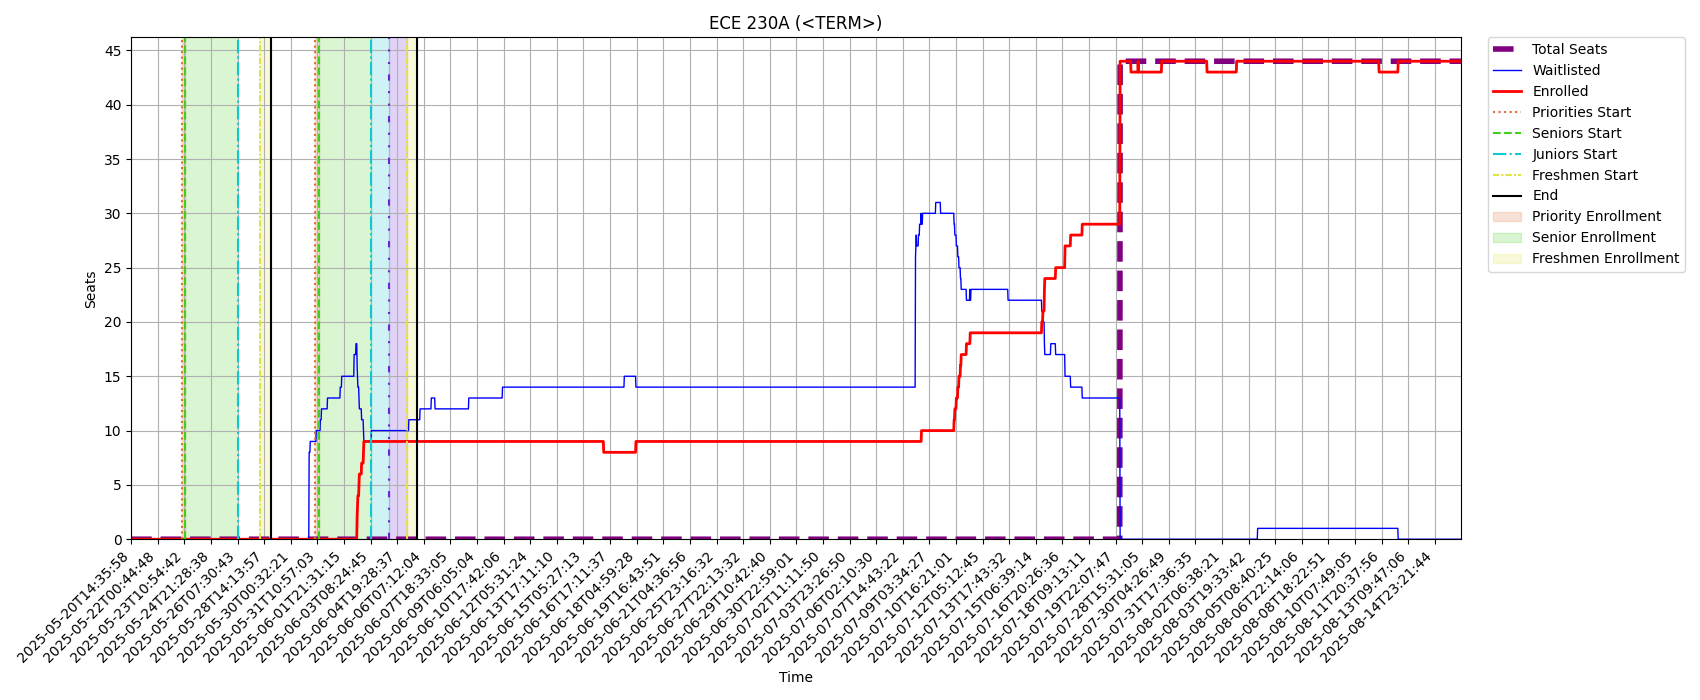 ECE 230A (<TERM>)
Total Seats
Waitlisted
Enrolled
Priorities Start
Seniors Start
Juniors Start
Freshmen Start
End
Priority Enrollment
Senior Enrollment
Freshmen Enrollment
Seats
45
40
35
30
25
20
15
10
5
0
2025-05-20T14:35:58
2025-05-22T00:44:48
2025-05-23T10:54:42
2025-05-24T21:28:38
2025-05-26T07:30:43
2025-05-28T14:13:57
2025-05-30T00:32:21
2025-05-31T10:57:03
2025-06-01T21:31:15
2025-06-03T08:24:45
2025-06-04T19:28:37
2025-06-06T07:12:04
2025-06-07T18:33:05
2025-06-09T06:05:04
2025-06-10T17:42:06
2025-06-12T05:31:24
2025-06-13T17:11:10
2025-06-15T05:27:13
2025-06-16T17:11:37
2025-06-18T04:59:28
2025-06-19T16:43:51
2025-06-21T04:36:56
2025-06-25T23:16:32
2025-06-27T22:13:32
2025-06-29T10:42:40
2025-06-30T22:59:01
2025-07-02T11:11:50
2025-07-03T23:26:50
2025-07-06T02:10:30
2025-07-07T14:43:22
2025-07-09T03:34:27
2025-07-10T16:21:01
2025-07-12T05:12:45
2025-07-13T17:43:32
2025-07-15T06:39:14
2025-07-16T20:26:36
2025-07-18T09:13:11
2025-07-19T22:07:47
2025-07-28T15:31:05
2025-07-30T04:26:49
2025-07-31T17:36:35
2025-08-02T06:38:21
2025-08-03T19:33:42
2025-08-05T08:40:25
2025-08-06T22:14:06
2025-08-08T18:22:51
2025-08-10T07:49:05
2025-08-11T20:37:56
2025-08-13T09:47:06
2025-08-14T23:21:44
Time